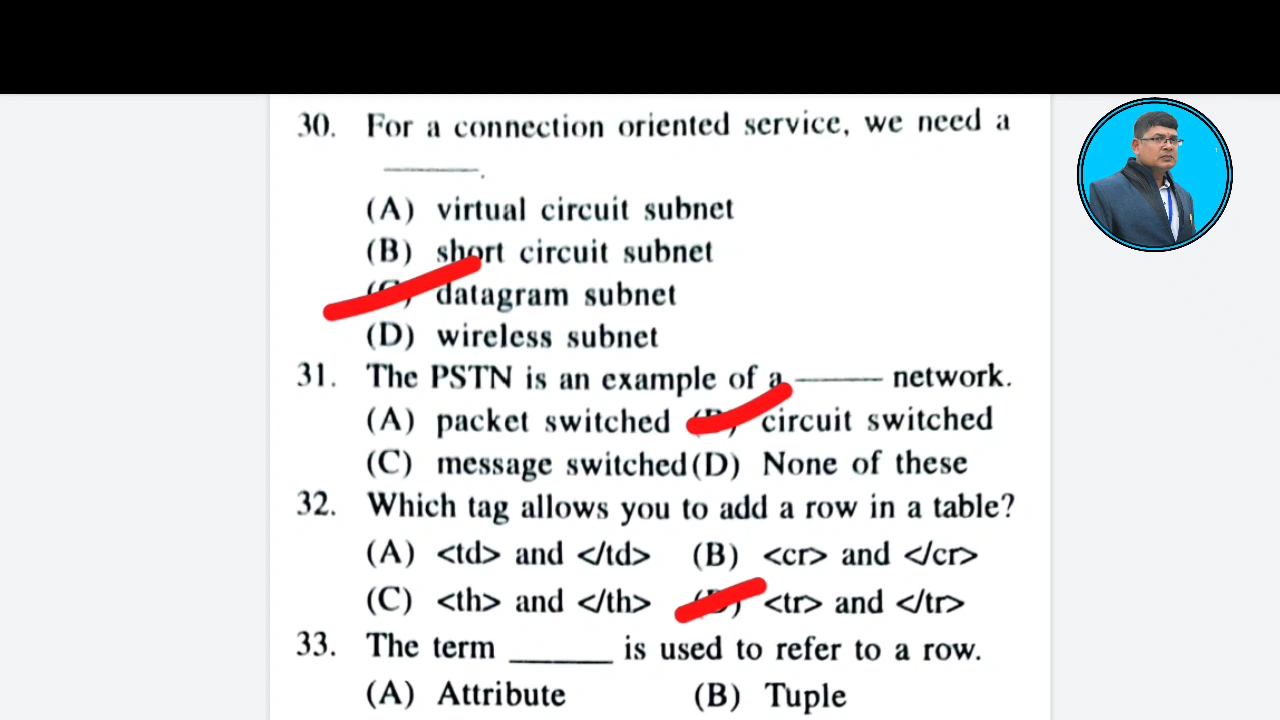 30. For a connection oriented service, we need a
______.
(A) virtual circuit subnet
(B) short circuit subnet
(C) datagram subnet
(D) wireless subnet
31. The PSTN is an example of a ______ network.
(A) packet switched (B) circuit switched
(C) message switched (D) None of these
32. Which tag allows you to add a row in a table?
(A) <td> and </td> (B) <cr> and </cr>
(C) <th> and </th> (D) <tr> and </tr>
33. The term ______ is used to refer to a row.
(A) Attribute (B) Tuple